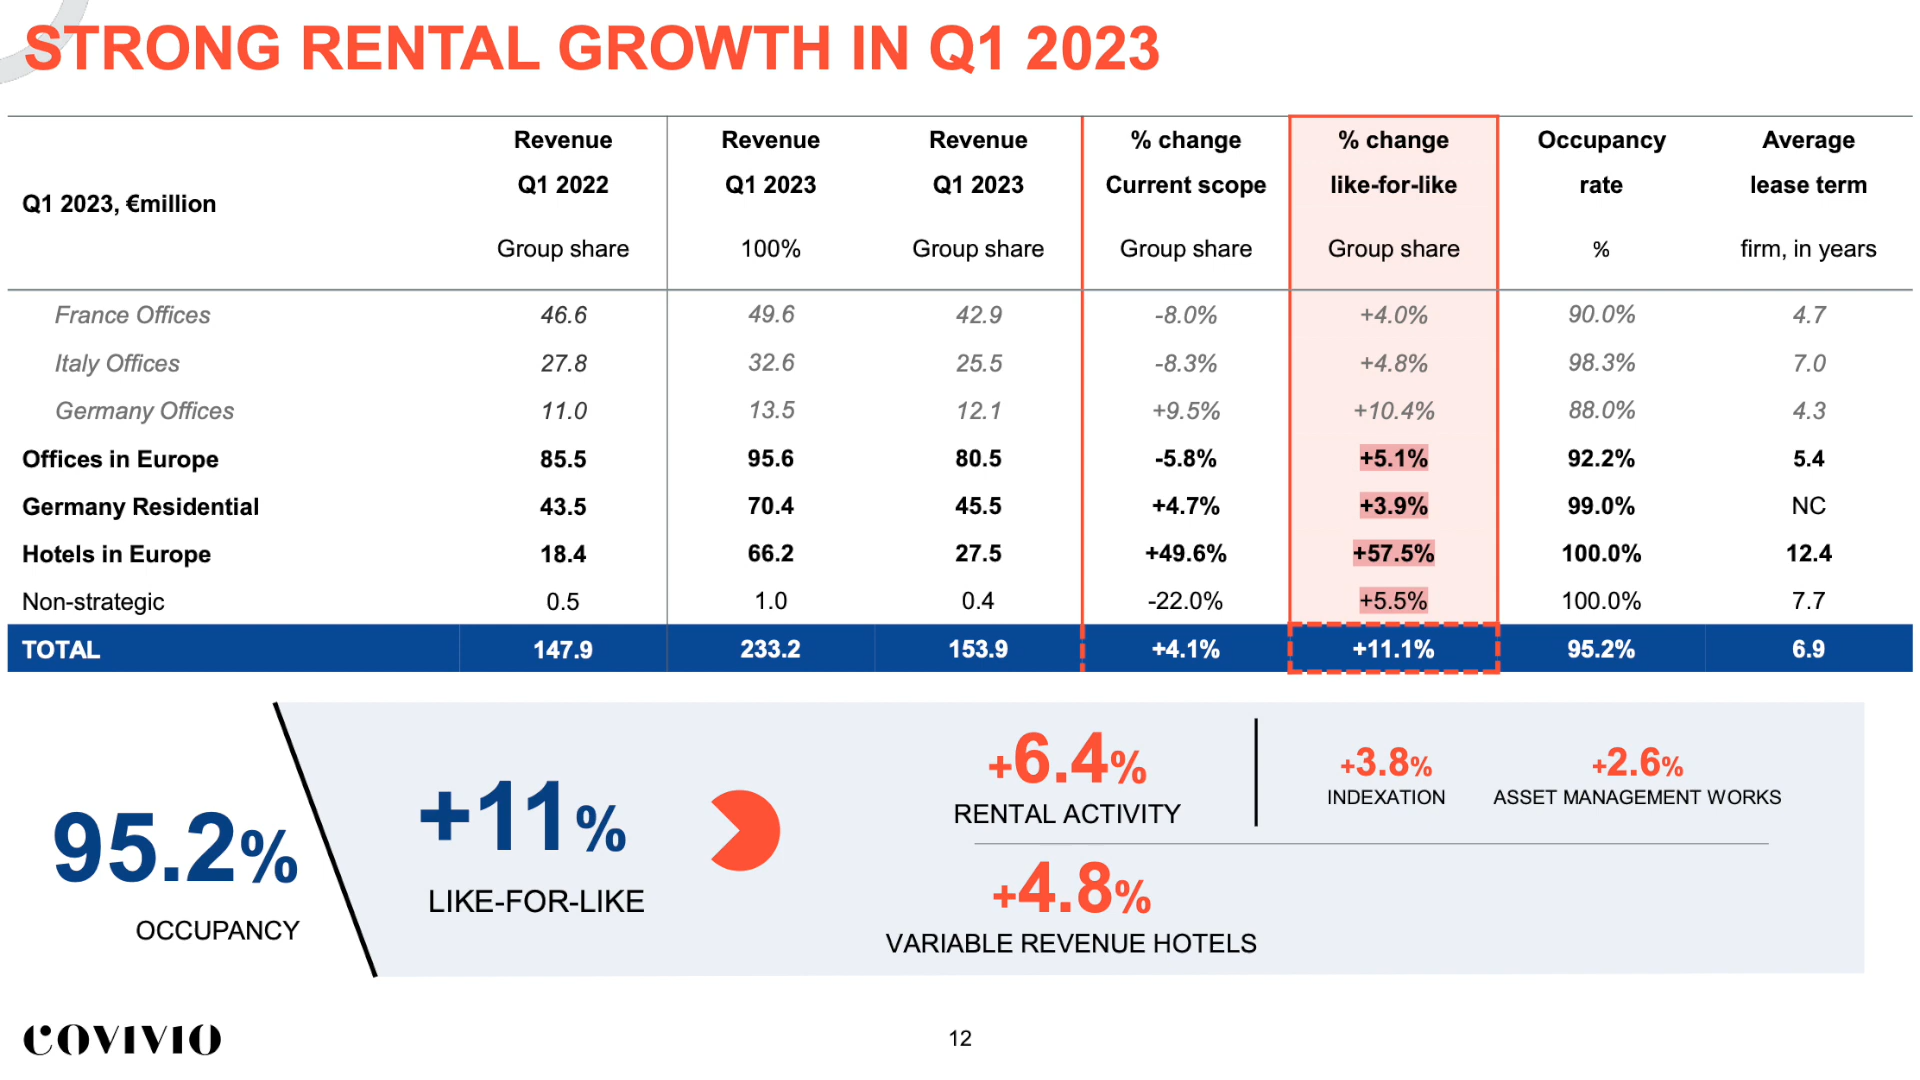 STRONG RENTAL GROWTH IN Q1 2023
Q1 2023, €million
Revenue Q1 2022 Group share
Revenue Q1 2023 100%
Revenue Q1 2023 Group share
% change Current scope Group share
% change like-for-like Group share
Occupancy rate %
Average lease term firm, in years
France Offices 46.6 49.6 42.9 -8.0% +4.0% 90.0% 4.7
Italy Offices 27.8 32.6 25.5 -8.3% +4.8% 98.3% 7.0
Germany Offices 11.0 13.5 12.1 +9.5% +10.4% 88.0% 4.3
Offices in Europe 85.5 95.6 80.5 -5.8% +5.1% 92.2% 5.4
Germany Residential 43.5 70.4 45.5 +4.7% +3.9% 99.0% NC
Hotels in Europe 18.4 66.2 27.5 +49.6% +57.5% 100.0% 12.4
Non-strategic 0.5 1.0 0.4 -22.0% +5.5% 100.0% 7.7
TOTAL 147.9 233.2 153.9 +4.1% +11.1% 95.2% 6.9
95.2%
OCCUPANCY
+11%
LIKE-FOR-LIKE
+6.4%
RENTAL ACTIVITY
+3.8%
INDEXATION
+2.6%
ASSET MANAGEMENT WORKS
+4.8%
VARIABLE REVENUE HOTELS
COVIVIO
12